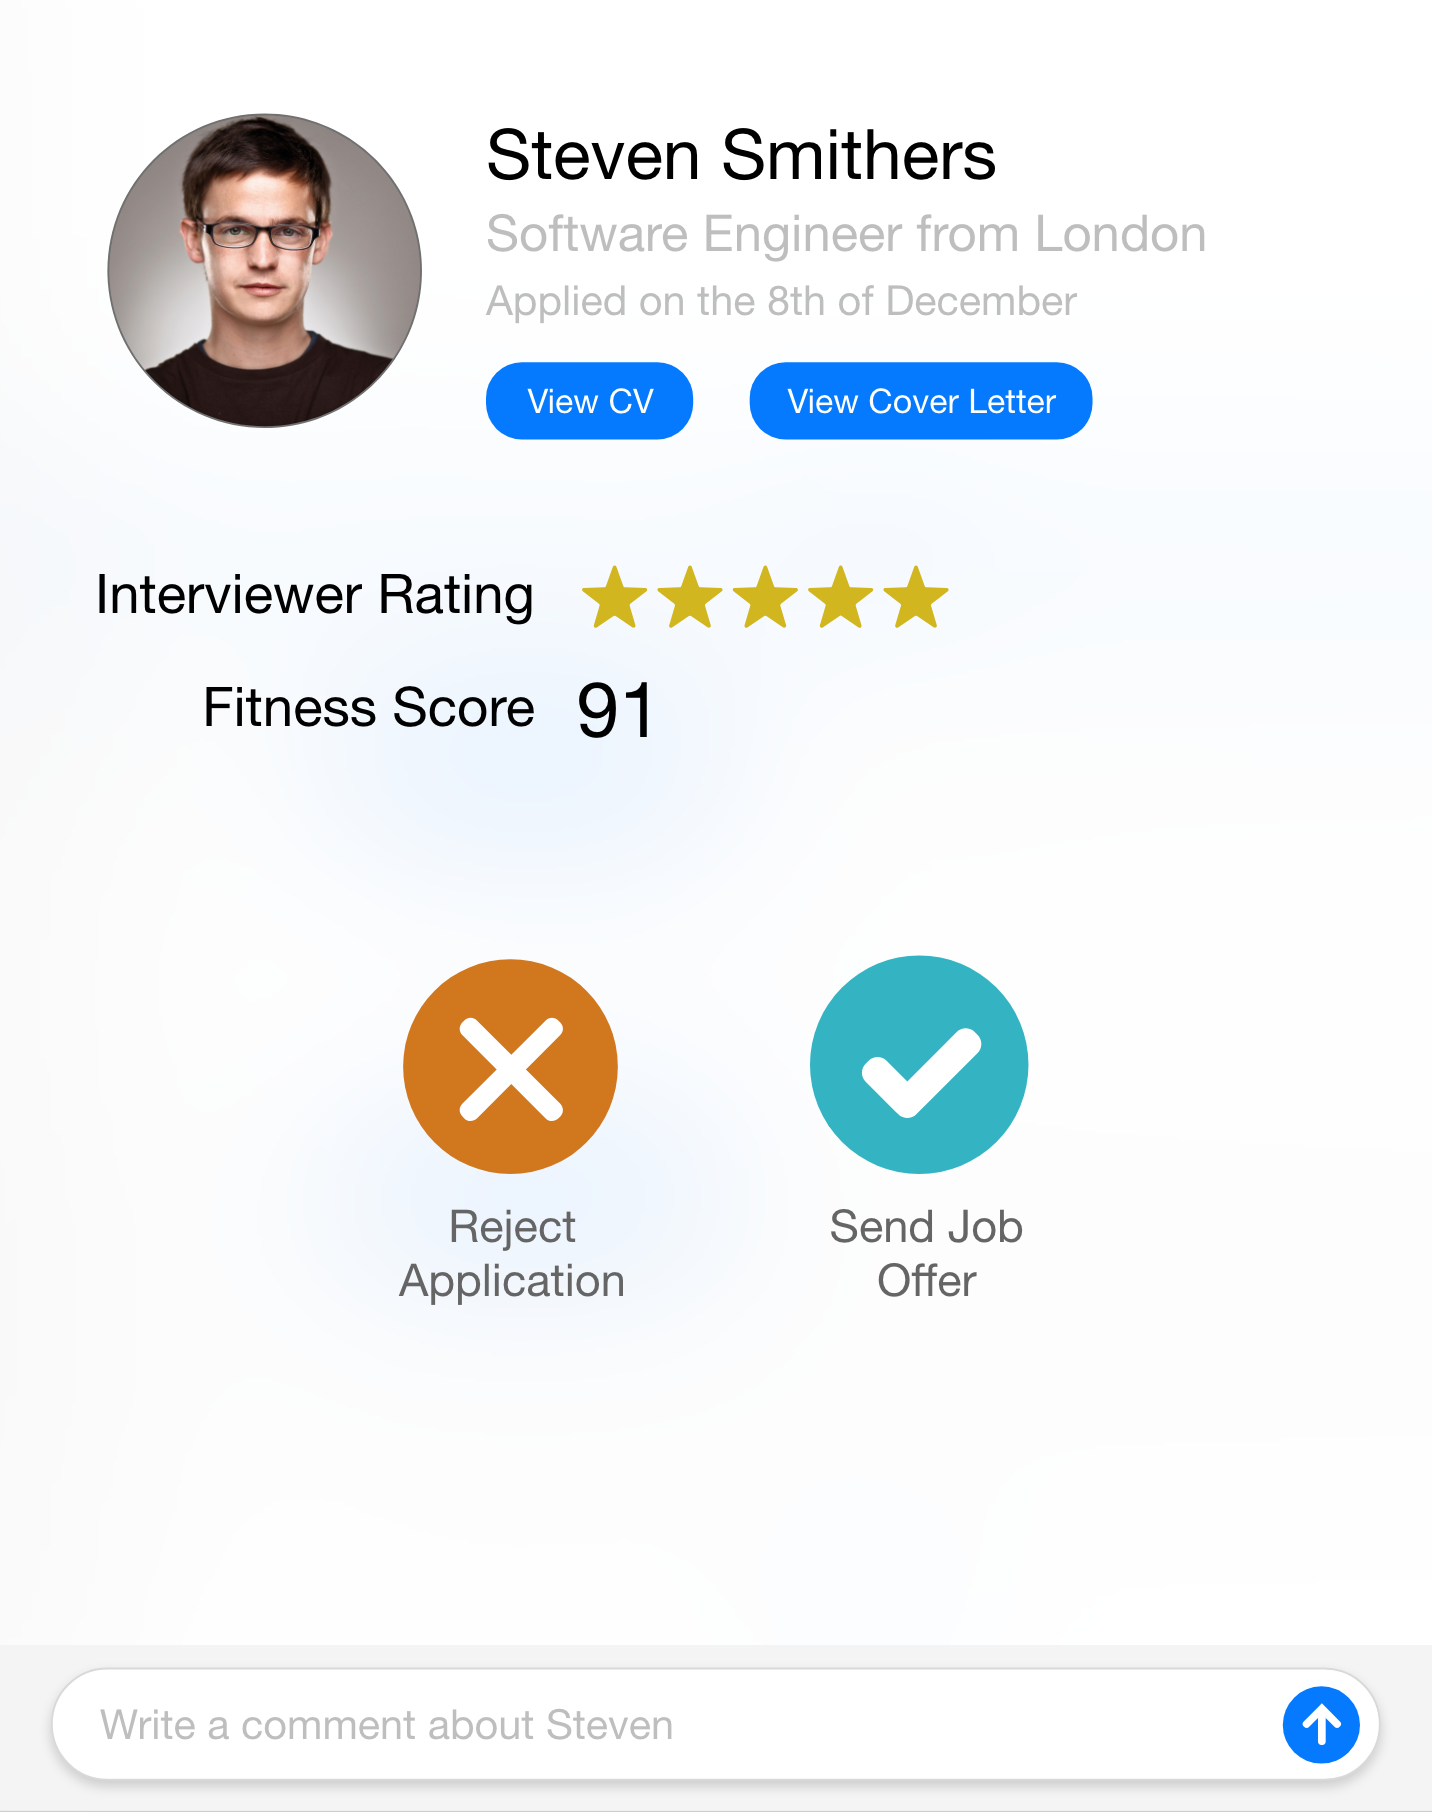 Steven Smithers
Software Engineer from London
Applied on the 8th of December
View CV
View Cover Letter
Interviewer Rating
Fitness Score 91
Reject
Application
Send Job
Offer
Write a comment about Steven